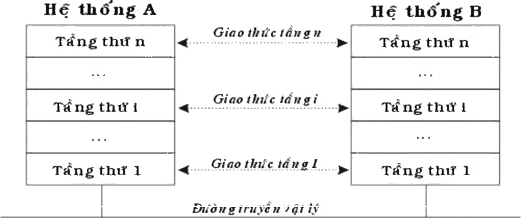 Hệ thống A Hệ thống B
Tầng thứ n Giao thức tầng n Tầng thứ n
... ...
Tầng thứ i Giao thức tầng i Tầng thứ i
... ...
Tầng thứ 1 Giao thức tầng 1 Tầng thứ 1
Đường truyền vật lý